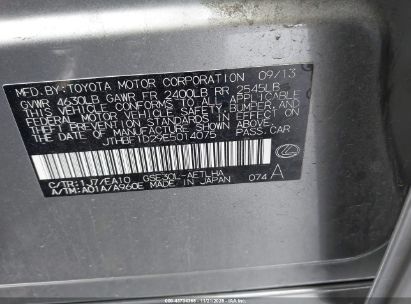 MFD.BY:TOYOTA MOTOR CORPORATION 09/13
GVWR 4630LB GAWR FR 2400LB RR 2545LB
THIS VEHICLE CONFORMS TO ALL APPLICABLE
FEDERAL MOTOR VEHICLE SAFETY, BUMPER, AND
THEFT PREVENTION STANDARDS IN EFFECT ON
THE DATE OF MANUFACTURE SHOWN ABOVE.
JTHBF1D29E5014079 PASS.CAR
C/TR:1J7/EA10 GSE30L-AETLHA
A/TM:A01A/A960E MADE IN JAPAN 074 A